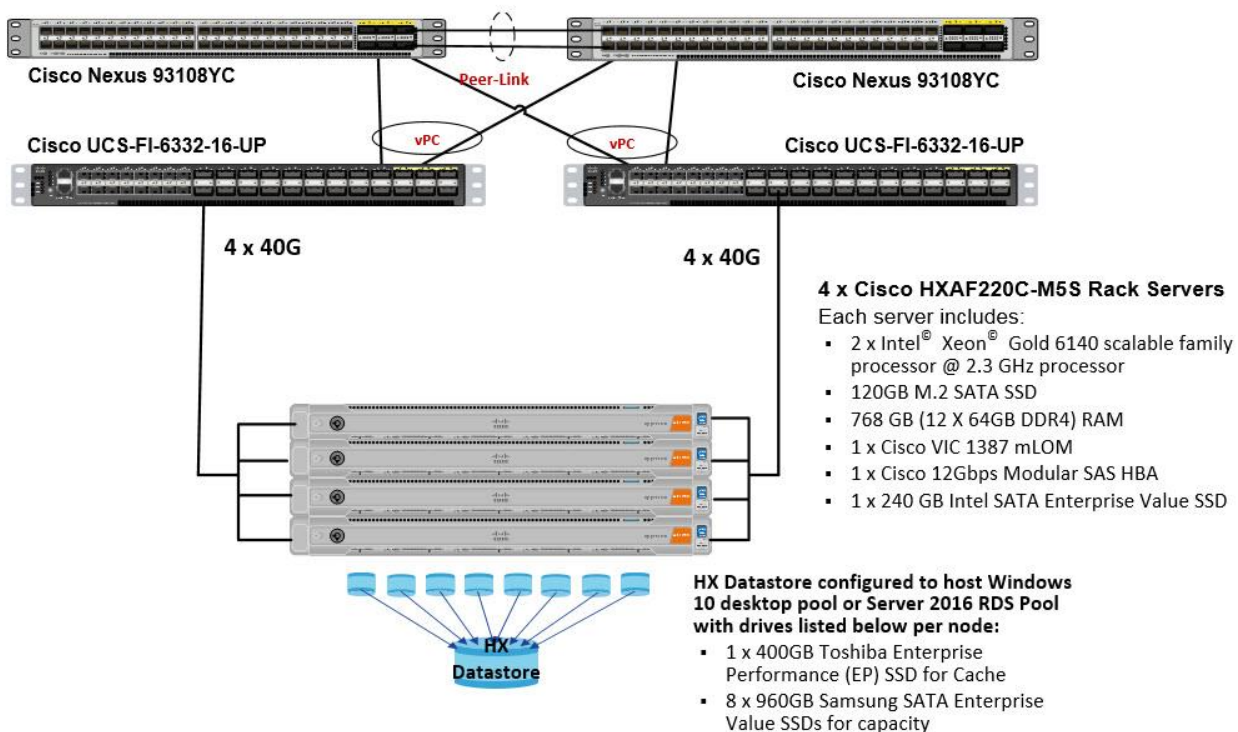 Cisco Nexus 93108YC
Cisco Nexus 93108YC
Peer-Link
Cisco UCS-FI-6332-16-UP
vPC
vPC
Cisco UCS-FI-6332-16-UP
4 x 40G
4 x 40G
4 x Cisco HXAF220C-M5S Rack Servers
Each server includes:
▪ 2 x Intel© Xeon© Gold 6140 scalable family
processor @ 2.3 GHz processor
▪ 120GB M.2 SATA SSD
▪ 768 GB (12 X 64GB DDR4) RAM
▪ 1 x Cisco VIC 1387 mLOM
▪ 1 x Cisco 12Gbps Modular SAS HBA
▪ 1 x 240 GB Intel SATA Enterprise Value SSD
HX Datastore configured to host Windows
10 desktop pool or Server 2016 RDS Pool
with drives listed below per node:
▪ 1 x 400GB Toshiba Enterprise
Performance (EP) SSD for Cache
▪ 8 x 960GB Samsung SATA Enterprise
Value SSDs for capacity
HX
Datastore